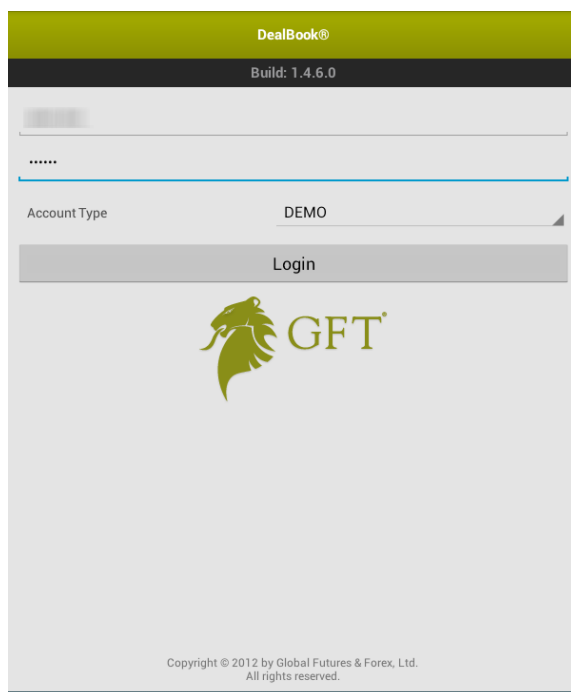 DealBook®
Build: 1.4.6.0
••••••
Account Type
DEMO
Login
GFT®
Copyright © 2012 by Global Futures & Forex, Ltd.
All rights reserved.